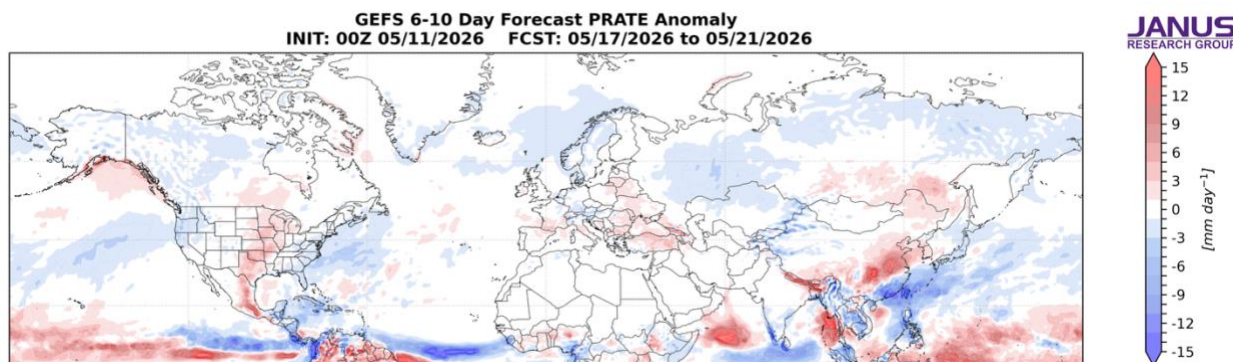 GEFS 6-10 Day Forecast PRATE Anomaly
INIT: 00Z 05/11/2026 FCST: 05/17/2026 to 05/21/2026
JANUS
RESEARCH GROUP
15
12
9
6
3
0
-3
-6
-9
-12
-15
[mm day⁻¹]